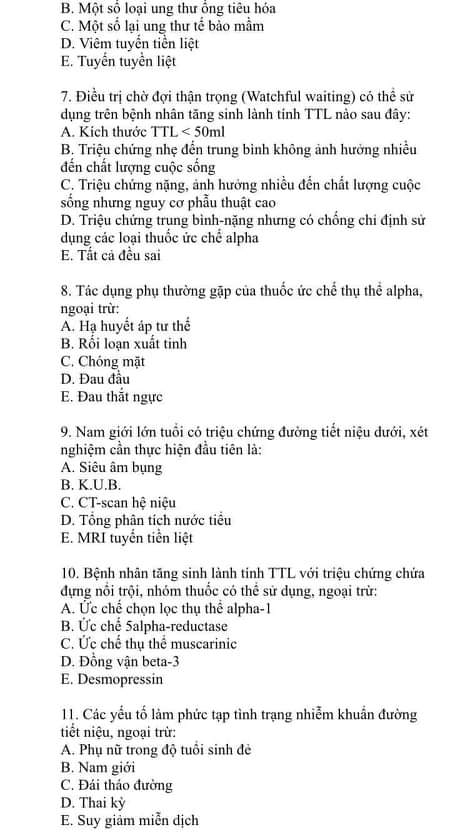 B. Một số loại ung thư ống tiêu hóa
C. Một số lại ung thư tế bào mầm
D. Viêm tuyến tiền liệt
E. Tuyến tuyền liệt
7. Điều trị chờ đợi thận trọng (Watchful waiting) có thể sử
dụng trên bệnh nhân tăng sinh lành tính TTL nào sau đây:
A. Kích thước TTL < 50ml
B. Triệu chứng nhẹ đến trung bình không ảnh hưởng nhiều
đến chất lượng cuộc sống
C. Triệu chứng nặng, ảnh hưởng nhiều đến chất lượng cuộc
sống nhưng nguy cơ phẫu thuật cao
D. Triệu chứng trung bình-nặng nhưng có chống chỉ định sử
dụng các loại thuốc ức chế alpha
E. Tất cả đều sai
8. Tác dụng phụ thường gặp của thuốc ức chế thụ thể alpha,
ngoại trừ:
A. Hạ huyết áp tư thế
B. Rối loạn xuất tinh
C. Chóng mặt
D. Đau đầu
E. Đau thắt ngực
9. Nam giới lớn tuổi có triệu chứng đường tiết niệu dưới, xét
nghiệm cần thực hiện đầu tiên là:
A. Siêu âm bụng
B. K.U.B.
C. CT-scan hệ niệu
D. Tổng phân tích nước tiểu
E. MRI tuyến tiền liệt
10. Bệnh nhân tăng sinh lành tính TTL với triệu chứng chứa
đựng nổi trội, nhóm thuốc có thể sử dụng, ngoại trừ:
A. Ức chế chọn lọc thụ thể alpha-1
B. Ức chế 5alpha-reductase
C. Ức chế thụ thể muscarinic
D. Đồng vận beta-3
E. Desmopressin
11. Các yếu tố làm phức tạp tình trạng nhiễm khuẩn đường
tiết niệu, ngoại trừ:
A. Phụ nữ trong độ tuổi sinh đẻ
B. Nam giới
C. Đái tháo đường
D. Thai kỳ
E. Suy giảm miễn dịch